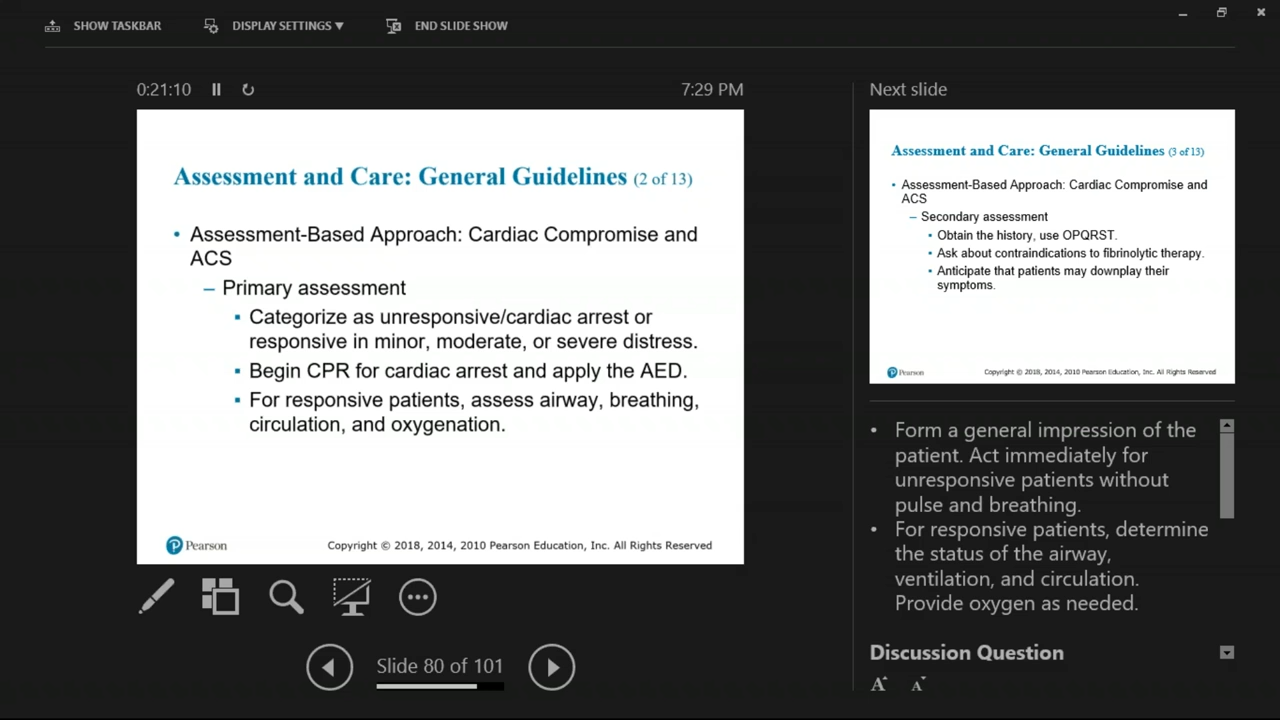 SHOW TASKBAR
DISPLAY SETTINGS ▼
END SLIDE SHOW
0:21:10
7:29 PM
Assessment and Care: General Guidelines (2 of 13)
• Assessment-Based Approach: Cardiac Compromise and
ACS
– Primary assessment
▪ Categorize as unresponsive/cardiac arrest or
responsive in minor, moderate, or severe distress.
▪ Begin CPR for cardiac arrest and apply the AED.
▪ For responsive patients, assess airway, breathing,
circulation, and oxygenation.
Pearson
Copyright © 2018, 2014, 2010 Pearson Education, Inc. All Rights Reserved
Slide 80 of 101
Next slide
Assessment and Care: General Guidelines (3 of 13)
• Assessment-Based Approach: Cardiac Compromise and
ACS
– Secondary assessment
▪ Obtain the history, use OPQRST.
▪ Ask about contraindications to fibrinolytic therapy.
▪ Anticipate that patients may downplay their
symptoms.
Pearson
Copyright © 2018, 2014, 2010 Pearson Education, Inc. All Rights Reserved
• Form a general impression of the
patient. Act immediately for
unresponsive patients without
pulse and breathing.
• For responsive patients, determine
the status of the airway,
ventilation, and circulation.
Provide oxygen as needed.
Discussion Question
A A